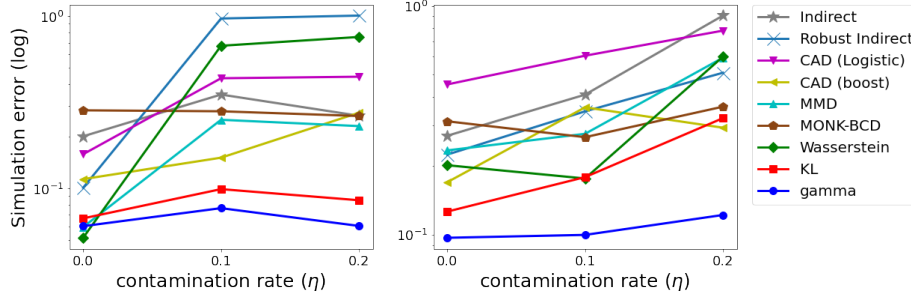 Simulation error (log)
10⁰
10⁻¹
0.0 0.1 0.2
contamination rate (η)
10⁰
10⁻¹
0.0 0.1 0.2
contamination rate (η)
Indirect
Robust Indirect
CAD (Logistic)
CAD (boost)
MMD
MONK-BCD
Wasserstein
KL
gamma